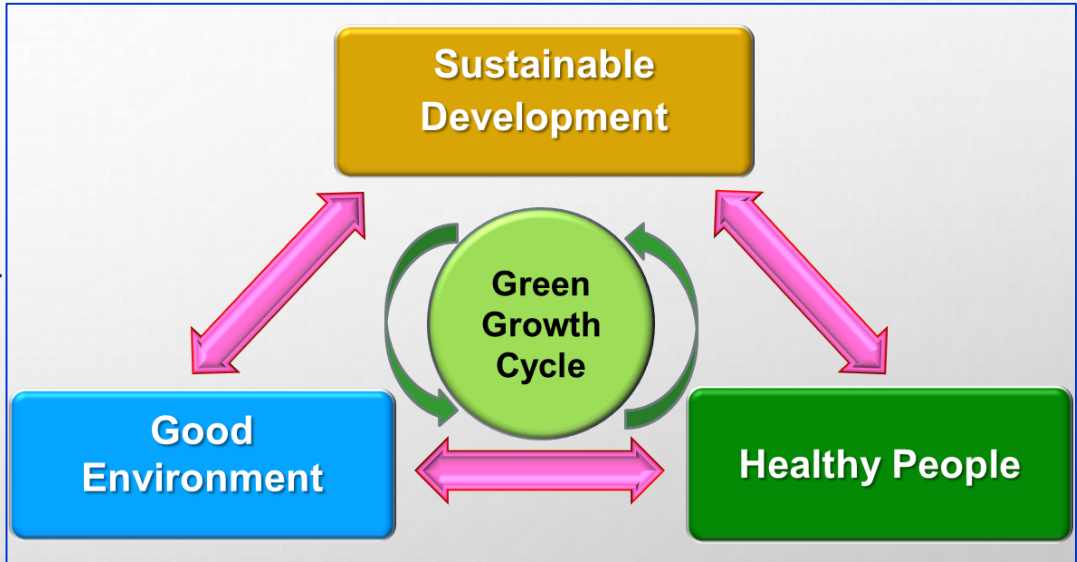 Sustainable
Development
Green
Growth
Cycle
Good
Environment
Healthy People